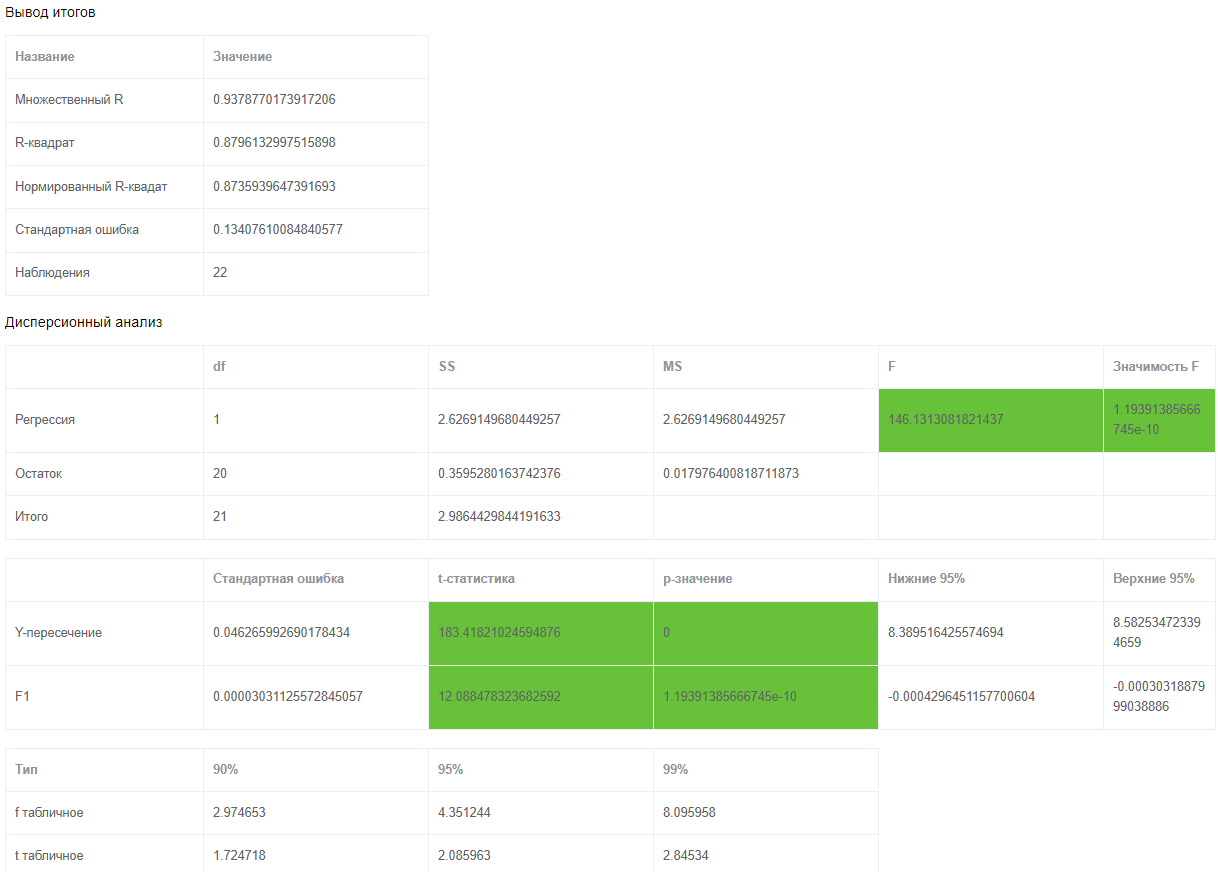 Вывод итогов
Название Значение
Множественный R 0.9378770173917206
R-квадрат 0.8796132997515898
Нормированный R-квадат 0.8735939647391693
Стандартная ошибка 0.13407610084840577
Наблюдения 22
Дисперсионный анализ
df SS MS F Значимость F
Регрессия 1 2.6269149680449257 2.6269149680449257 146.1313081821437 1.19391385666
745e-10
Остаток 20 0.3595280163742376 0.017976400818711873
Итого 21 2.9864429844191633
Стандартная ошибка t-статистика p-значение Нижние 95% Верхние 95%
Y-пересечение 0.046265992690178434 183.41821024594876 0 8.389516425574694 8.58253472339
4659
F1 0.00003031125572845057 12.088478323682592 1.19391385666745e-10 -0.0004296451157700604 -0.00030318879
99038886
Тип 90% 95% 99%
f табличное 2.974653 4.351244 8.095958
t табличное 1.724718 2.085963 2.84534